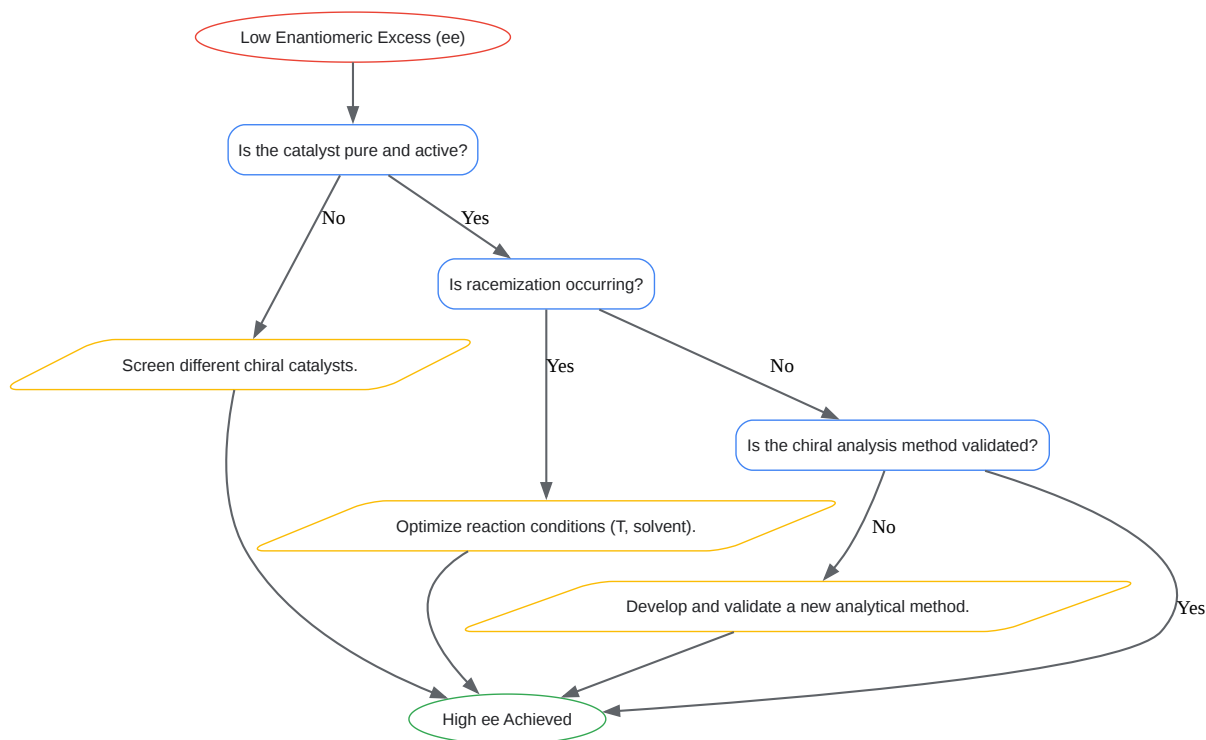 Low Enantiomeric Excess (ee)
Is the catalyst pure and active?
No
Yes
Is racemization occurring?
Screen different chiral catalysts.
Yes
No
Is the chiral analysis method validated?
Optimize reaction conditions (T, solvent).
No
Develop and validate a new analytical method.
Yes
High ee Achieved